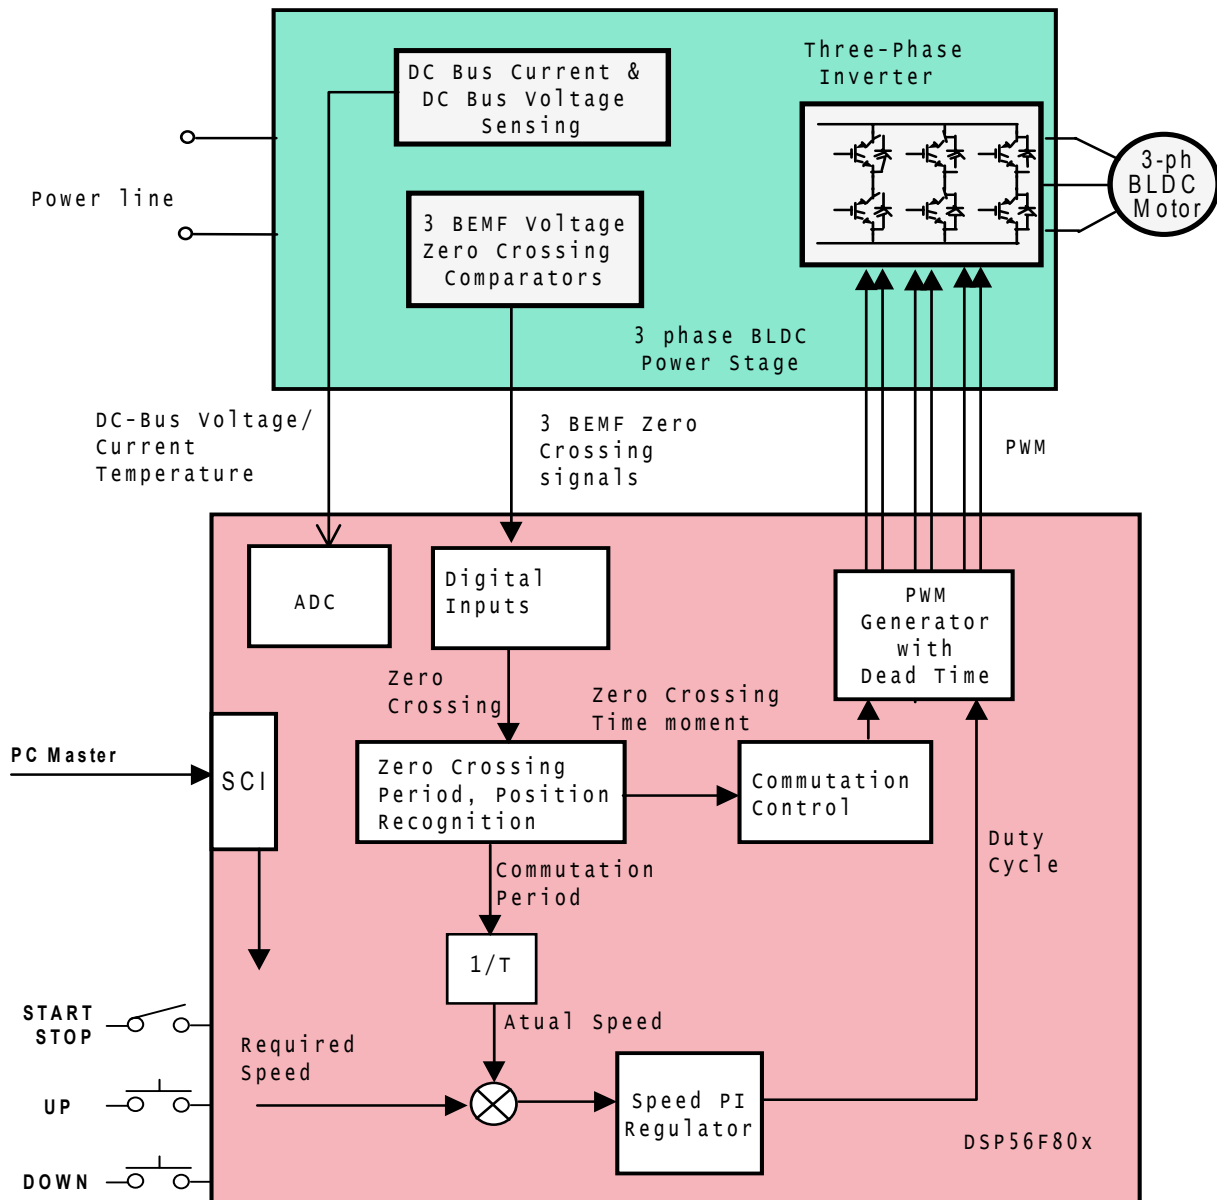 Three-Phase
Inverter
DC Bus Current &
DC Bus Voltage
Sensing
Power line
3 BEMF Voltage
Zero Crossing
Comparators
3-ph
BLDC
Motor
3 phase BLDC
Power Stage
DC-Bus Voltage/
Current
Temperature
3 BEMF Zero
Crossing
signals
PWM
ADC
Digital
Inputs
PWM
Generator
with
Dead Time
Zero
Crossing
Zero Crossing
Time moment
PC Master
SCI
Zero Crossing
Period, Position
Recognition
Commutation
Control
Duty
Cycle
Commutation
Period
1/T
START
STOP
Atual Speed
Required
Speed
UP
Speed PI
Regulator
DSP56F80x
DOWN